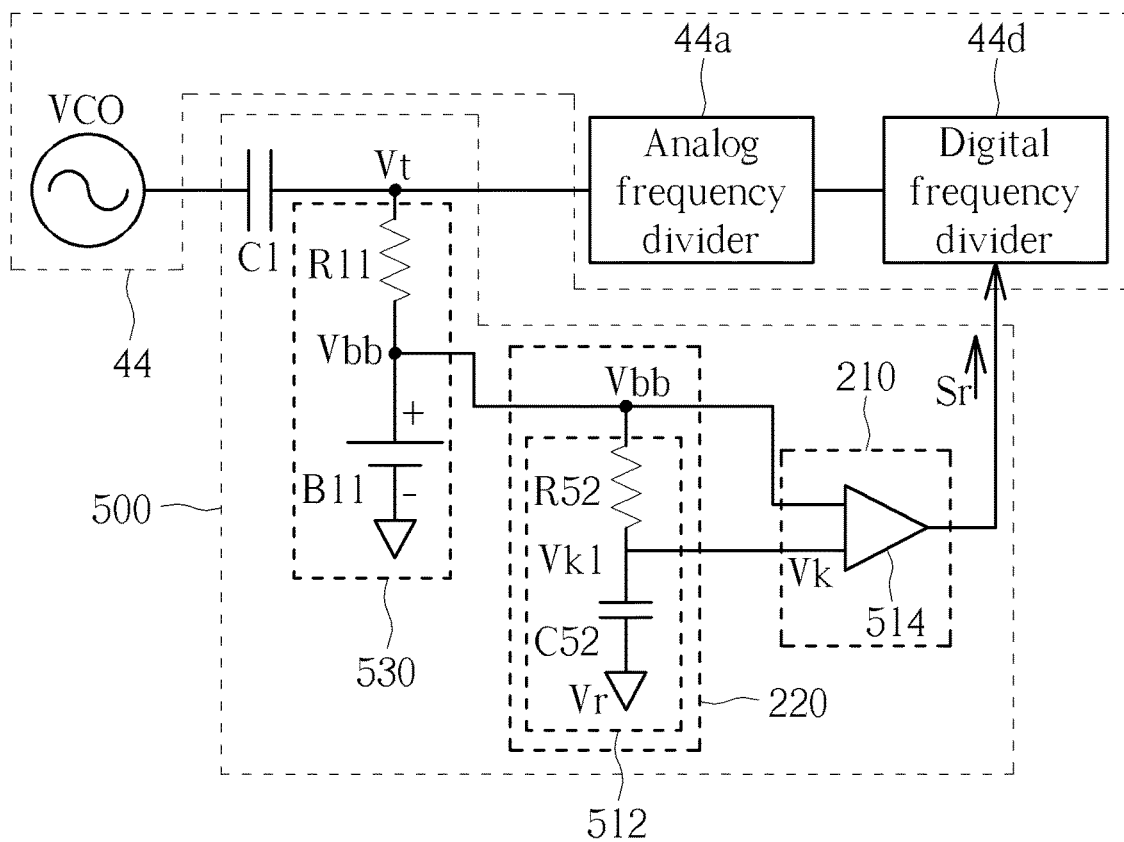 44a
44d
VCO
Analog
frequency
divider
Digital
frequency
divider
Vt
C1
R11
44
Vbb
Vbb
Sr
210
+
B11
-
500
R52
Vk1
Vk
514
C52
530
Vr
220
512